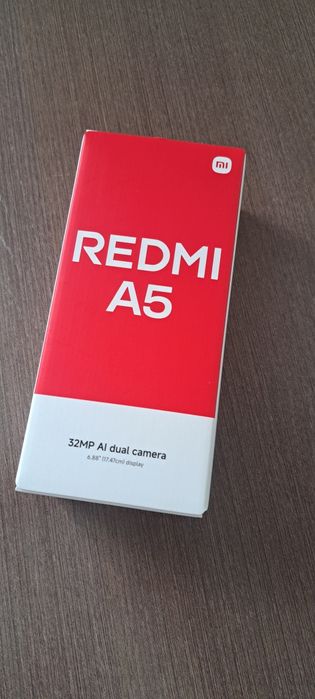 mi
REDMI
A5
32MP AI dual camera
6.88" (17.47cm) display